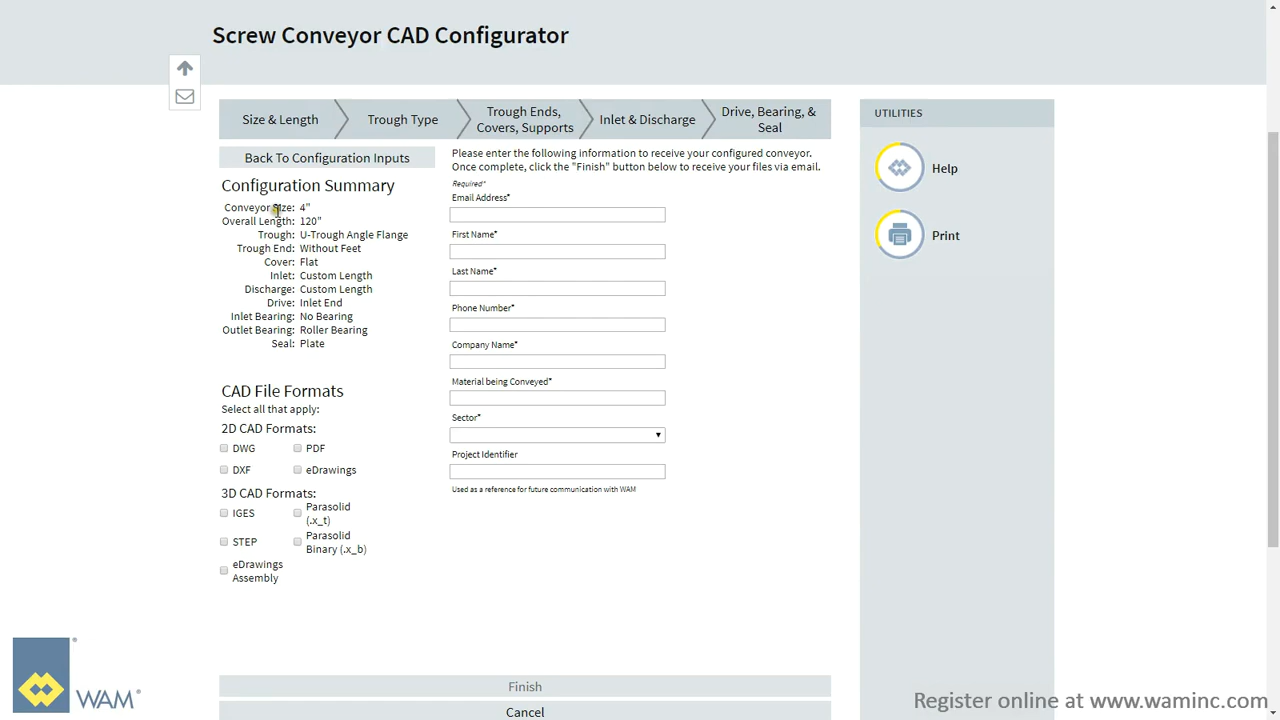 Screw Conveyor CAD Configurator
Size & Length
Trough Type
Trough Ends,
Covers, Supports
Inlet & Discharge
Drive, Bearing, &
Seal
Back To Configuration Inputs
Configuration Summary
Conveyor Size: 4"
Overall Length: 120"
Trough: U-Trough Angle Flange
Trough End: Without Feet
Cover: Flat
Inlet: Custom Length
Discharge: Custom Length
Drive: Inlet End
Inlet Bearing: No Bearing
Outlet Bearing: Roller Bearing
Seal: Plate
CAD File Formats
Select all that apply:
2D CAD Formats:
DWG PDF
DXF eDrawings
3D CAD Formats:
IGES
Parasolid
(.x_t)
STEP
Parasolid
Binary (.x_b)
eDrawings
Assembly
Please enter the following information to receive your configured conveyor.
Once complete, click the "Finish" button below to receive your files via email.
Required*
Email Address*
First Name*
Last Name*
Phone Number*
Company Name*
Material being Conveyed*
Sector*
Project Identifier
Used as a reference for future communication with WAM
Finish
Cancel
UTILITIES
Help
Print
WAM®
Register online at www.waminc.com